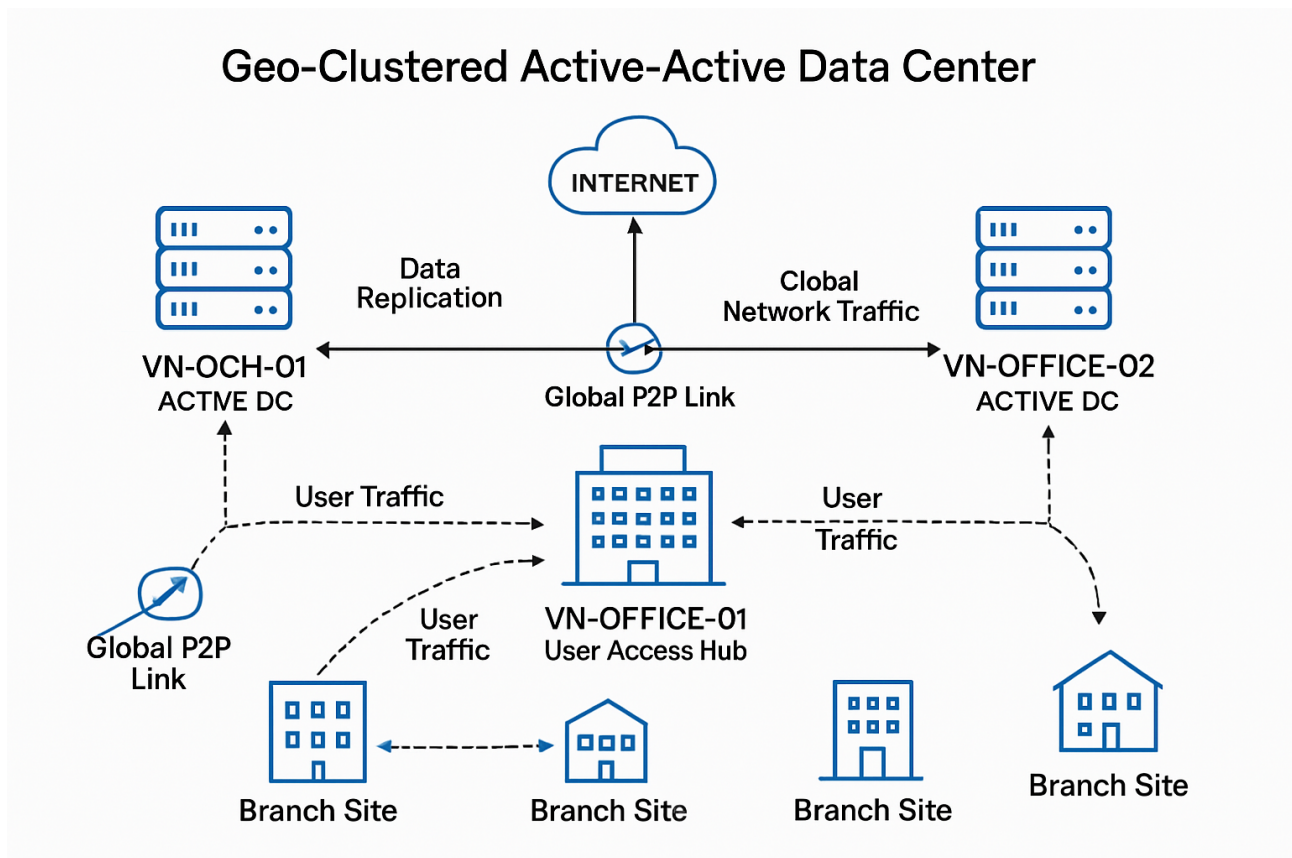 Geo-Clustered Active-Active Data Center
INTERNET
Data
Replication
Clobal
Network Traffic
VN-OCH-01
ACTIVE DC
Global P2P Link
VN-OFFICE-02
ACTIVE DC
User Traffic
User
Traffic
User
Traffic
VN-OFFICE-01
User Access Hub
Global P2P
Link
Branch Site
Branch Site
Branch Site
Branch Site